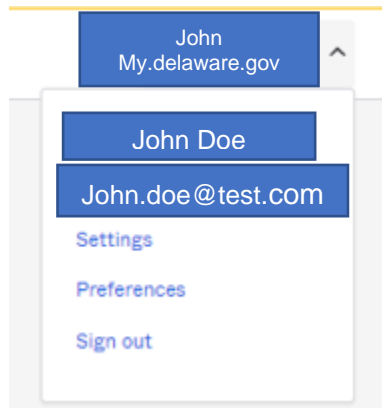 John
My.delaware.gov
John Doe
John.doe@test.com
Settings
Preferences
Sign out